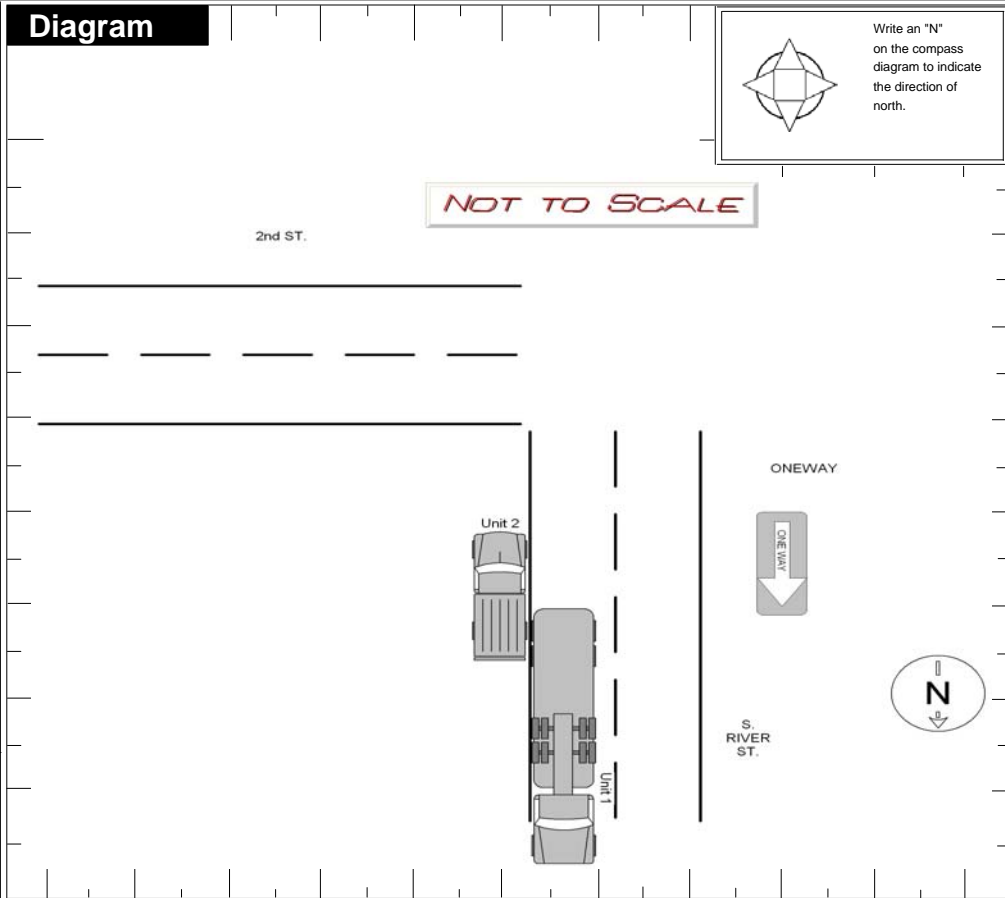 Diagram
Write an "N"
on the compass
diagram to indicate
the direction of
north.
NOT TO SCALE
2nd ST.
ONEWAY
Unit 2
ONE WAY
N
S.
RIVER
ST.
Unit 1